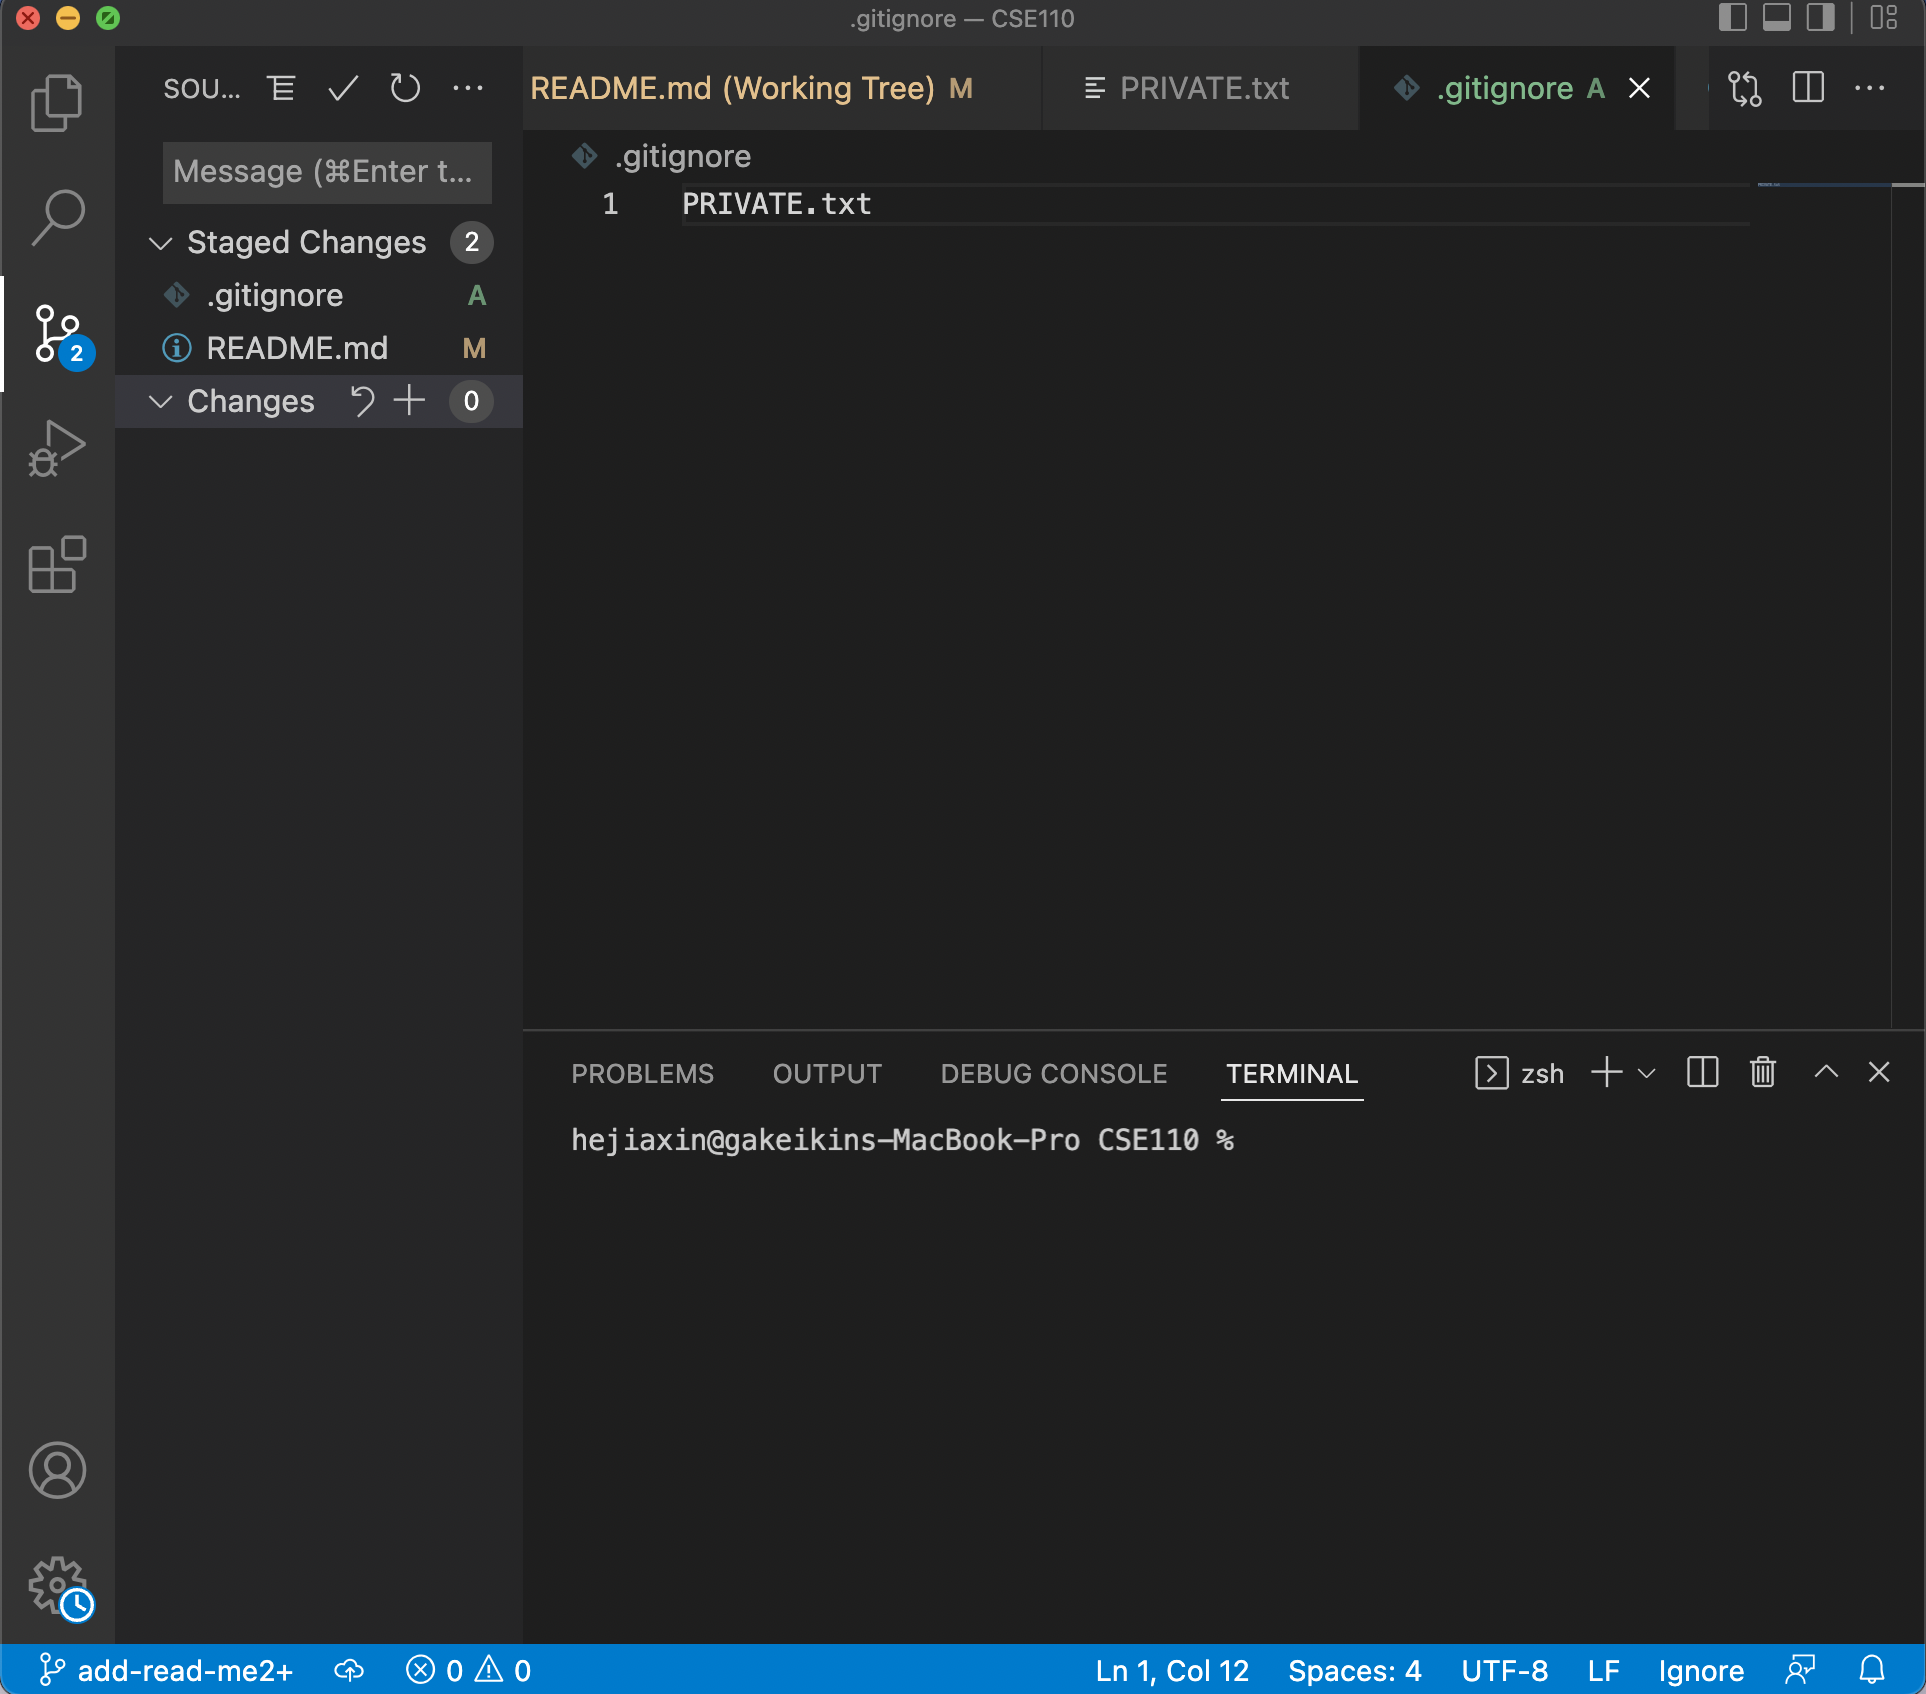 .gitignore — CSE110
SOU...
README.md (Working Tree) M
PRIVATE.txt
.gitignore A
Message (⌘Enter t...
.gitignore
1 PRIVATE.txt
Staged Changes 2
.gitignore A
README.md M
2
Changes 0
PROBLEMS OUTPUT DEBUG CONSOLE TERMINAL zsh
hejiaxin@gakeikins-MacBook-Pro CSE110 %
add-read-me2+ 0 0 Ln 1, Col 12 Spaces: 4 UTF-8 LF Ignore